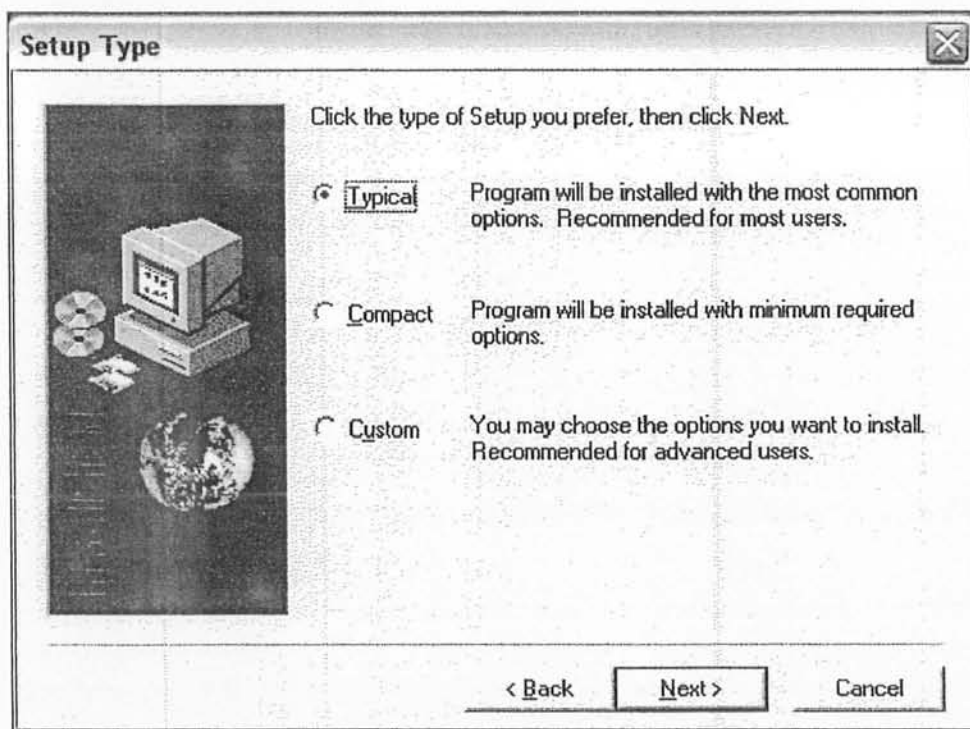 Setup Type
Click the type of Setup you prefer, then click Next.
Typical
Program will be installed with the most common
options. Recommended for most users.
Compact
Program will be installed with minimum required
options.
Custom
You may choose the options you want to install.
Recommended for advanced users.
< Back
Next >
Cancel